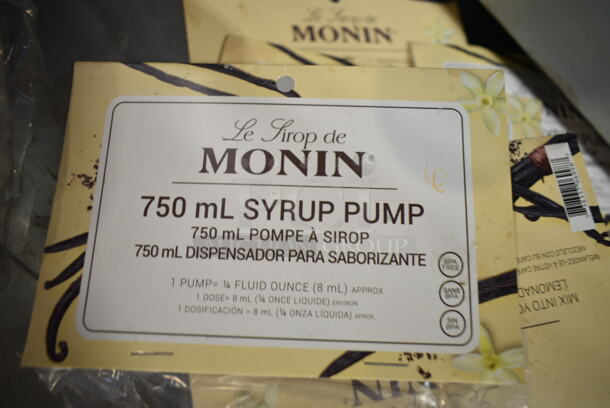 Le Sirop de
MONIN
Le Sirop de
MONIN
750 mL SYRUP PUMP
750 mL POMPE À SIROP
750 mL DISPENSADOR PARA SABORIZANTE
1 PUMP= ¼ FLUID OUNCE (8 mL) APPROX.
1 DOSE= 8 mL (¼ ONCE LIQUIDE) ENVIRON
1 DOSIFICACIÓN = 8 mL (¼ ONZA LÍQUIDA) APROX.
BPA
FREE
SANS
BPA
SIN
BPA
MIX INTO
LEMONAD
MONIN